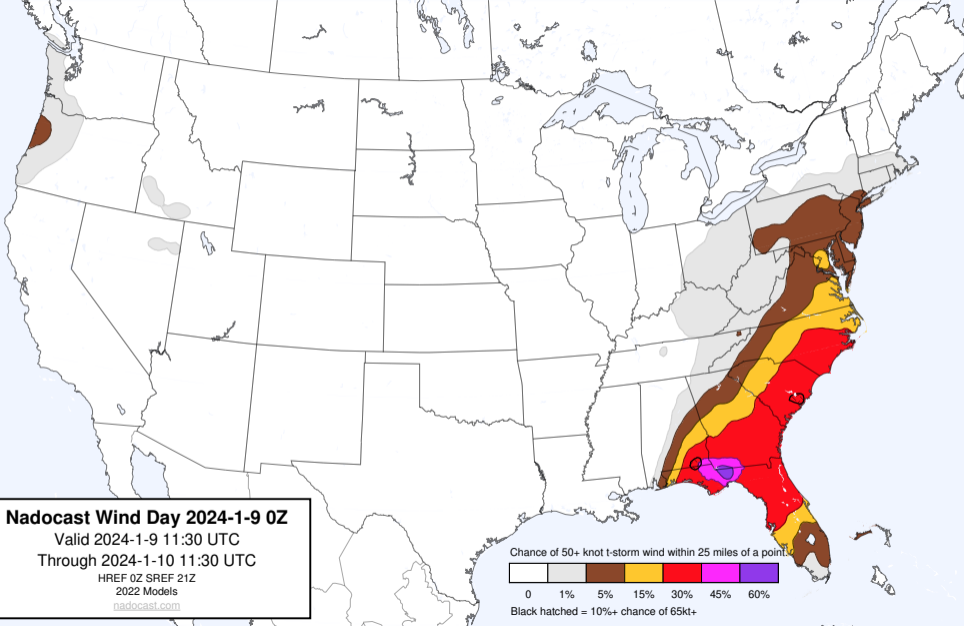 Nadocast Wind Day 2024-1-9 0Z
Valid 2024-1-9 11:30 UTC
Through 2024-1-10 11:30 UTC
HREF 0Z SREF 21Z
2022 Models
nadocast.com
Chance of 50+ knot t-storm wind within 25 miles of a point.
0 1% 5% 15% 30% 45% 60%
Black hatched = 10%+ chance of 65kt+